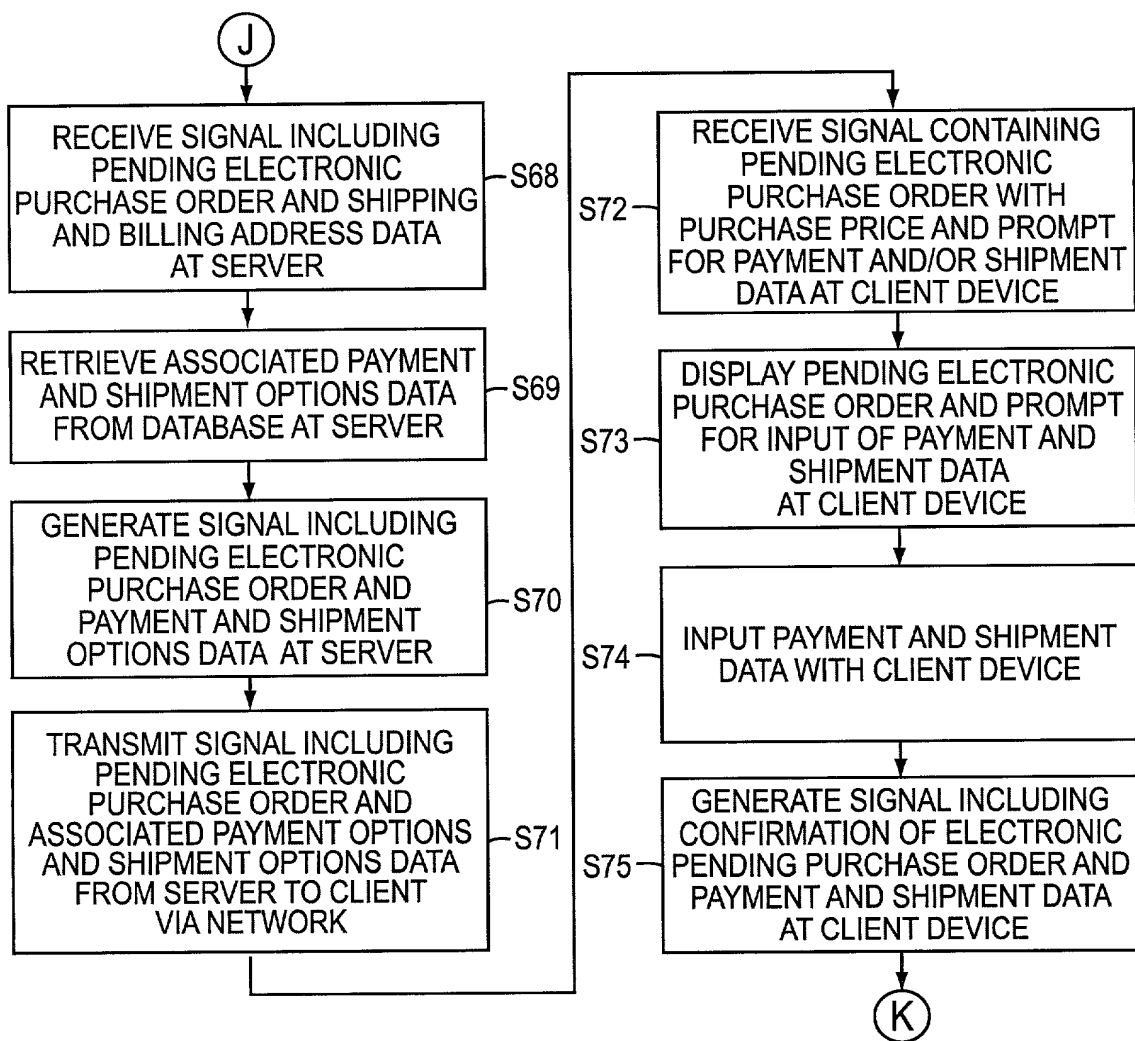 J
RECEIVE SIGNAL INCLUDING
PENDING ELECTRONIC
PURCHASE ORDER AND SHIPPING
AND BILLING ADDRESS DATA
AT SERVER
S68
RETRIEVE ASSOCIATED PAYMENT
AND SHIPMENT OPTIONS DATA
FROM DATABASE AT SERVER
S69
GENERATE SIGNAL INCLUDING
PENDING ELECTRONIC
PURCHASE ORDER AND
PAYMENT AND SHIPMENT
OPTIONS DATA AT SERVER
S70
TRANSMIT SIGNAL INCLUDING
PENDING ELECTRONIC
PURCHASE ORDER AND
ASSOCIATED PAYMENT OPTIONS
AND SHIPMENT OPTIONS DATA
FROM SERVER TO CLIENT
VIA NETWORK
S71
RECEIVE SIGNAL CONTAINING
PENDING ELECTRONIC
PURCHASE ORDER WITH
PURCHASE PRICE AND PROMPT
FOR PAYMENT AND/OR SHIPMENT
DATA AT CLIENT DEVICE
S72
DISPLAY PENDING ELECTRONIC
PURCHASE ORDER AND PROMPT
FOR INPUT OF PAYMENT AND
SHIPMENT DATA
AT CLIENT DEVICE
S73
INPUT PAYMENT AND SHIPMENT
DATA WITH CLIENT DEVICE
S74
GENERATE SIGNAL INCLUDING
CONFIRMATION OF ELECTRONIC
PENDING PURCHASE ORDER AND
PAYMENT AND SHIPMENT DATA
AT CLIENT DEVICE
S75
K